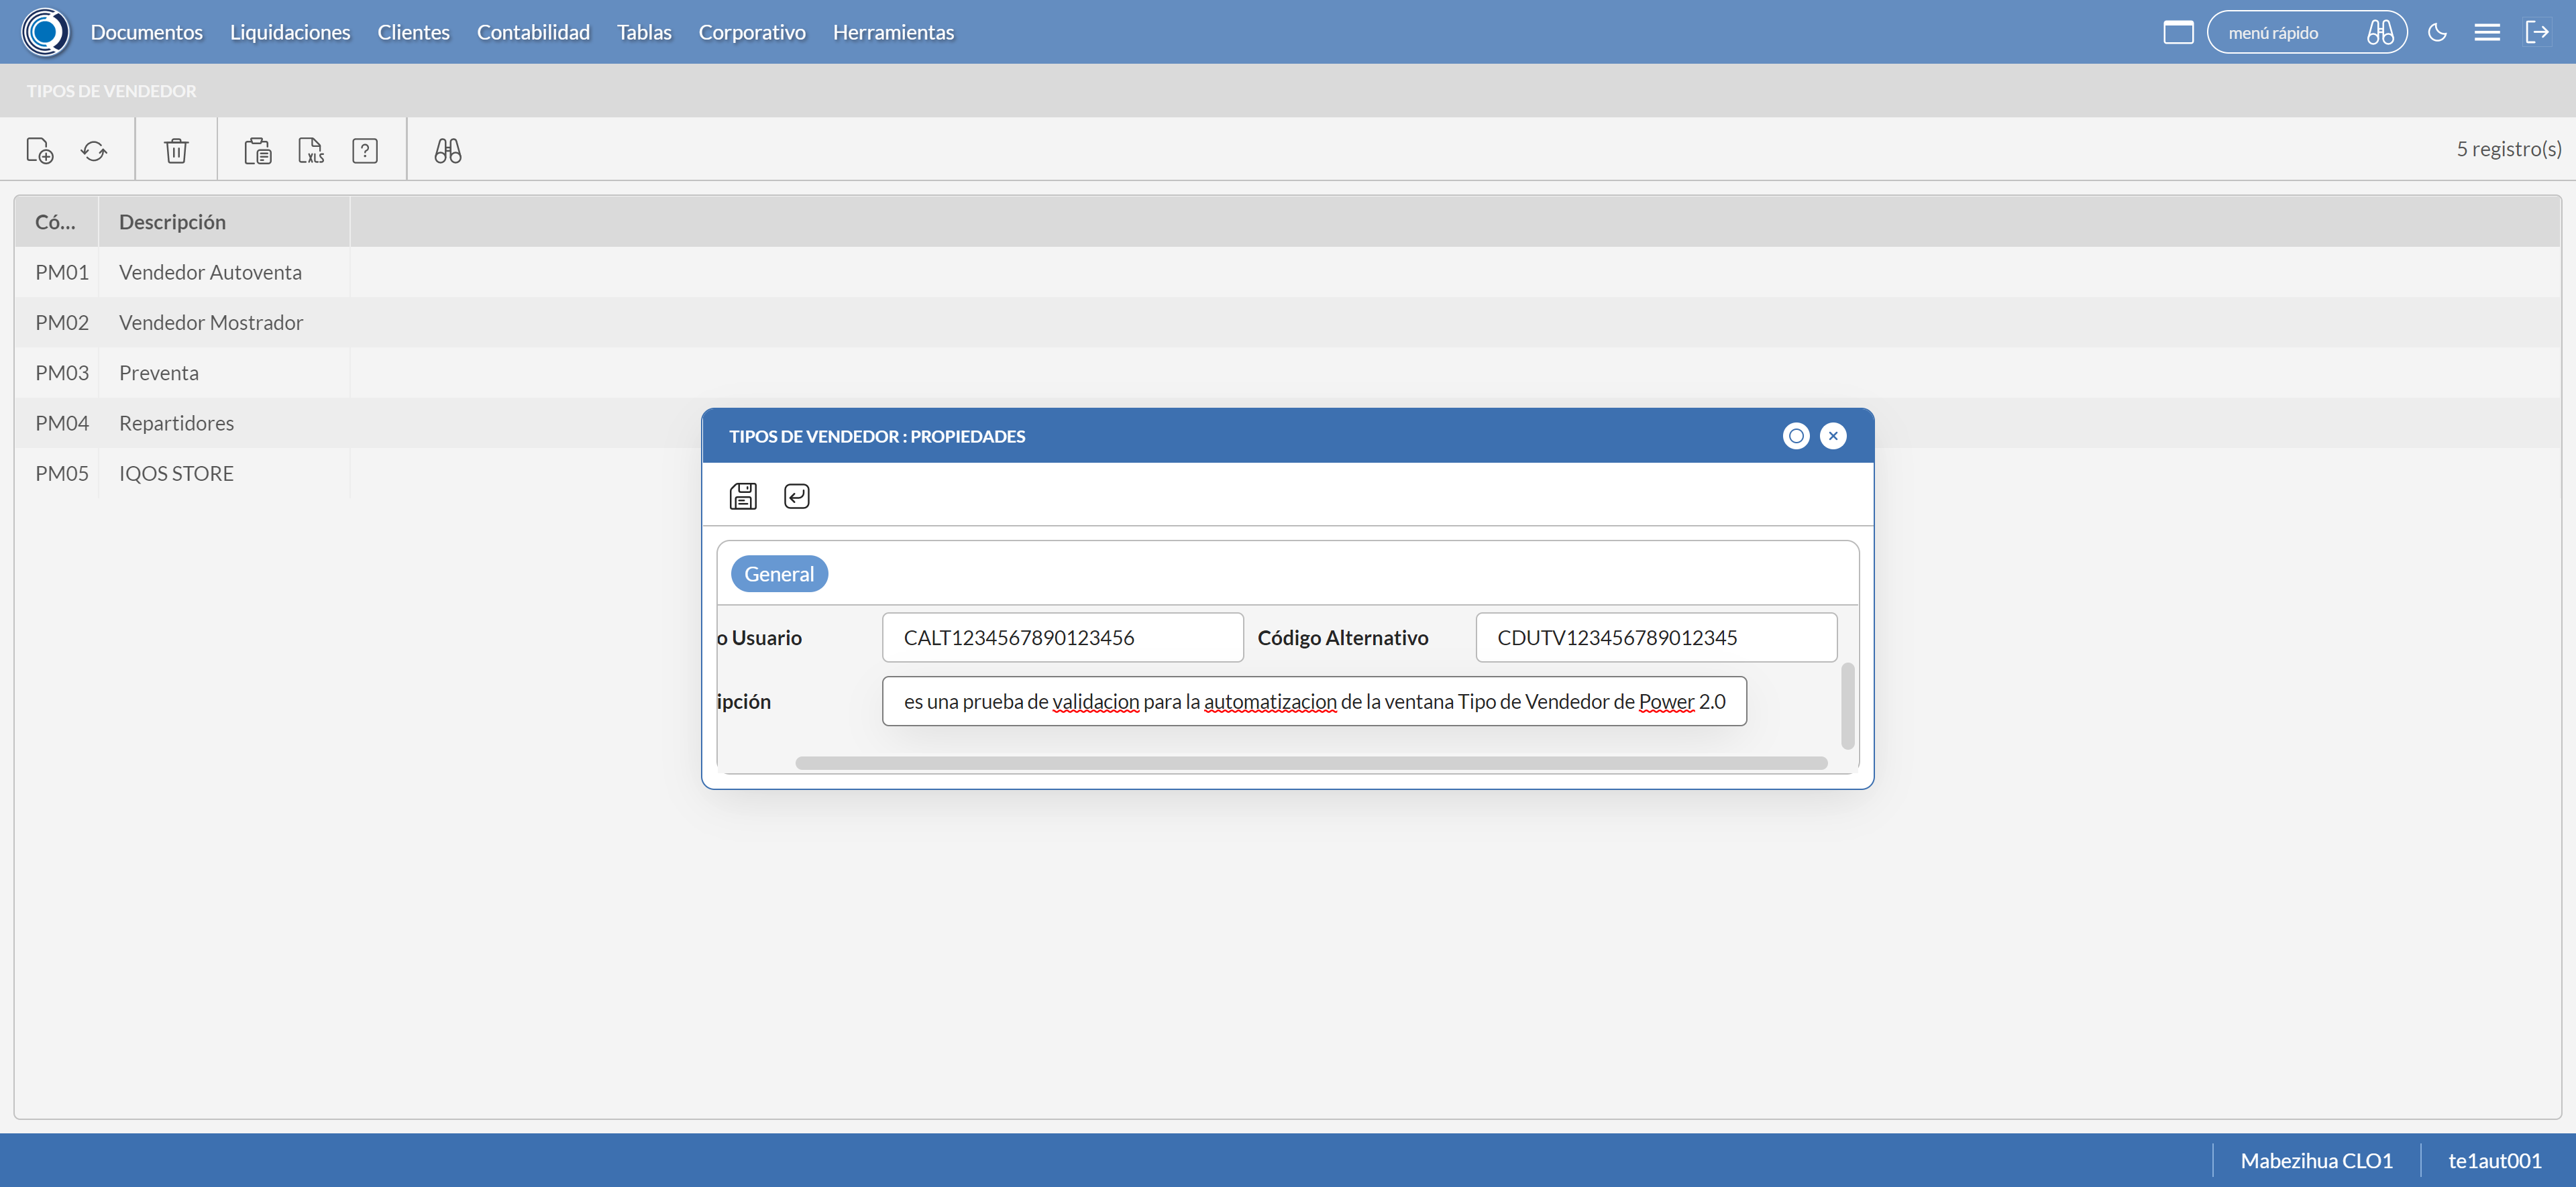 Documentos Liquidaciones Clientes Contabilidad Tablas Corporativo Herramientas menú rápido
TIPOS DE VENDEDOR
XLS ? 5 registro(s)
Có... Descripción
PM01 Vendedor Autoventa
PM02 Vendedor Mostrador
PM03 Preventa
PM04 Repartidores
PM05 IQOS STORE
TIPOS DE VENDEDOR : PROPIEDADES
General
o Usuario CALT1234567890123456 Código Alternativo CDUTV123456789012345
ipción es una prueba de validacion para la automatizacion de la ventana Tipo de Vendedor de Power 2.0
Mabezihua CLO1 te1aut001